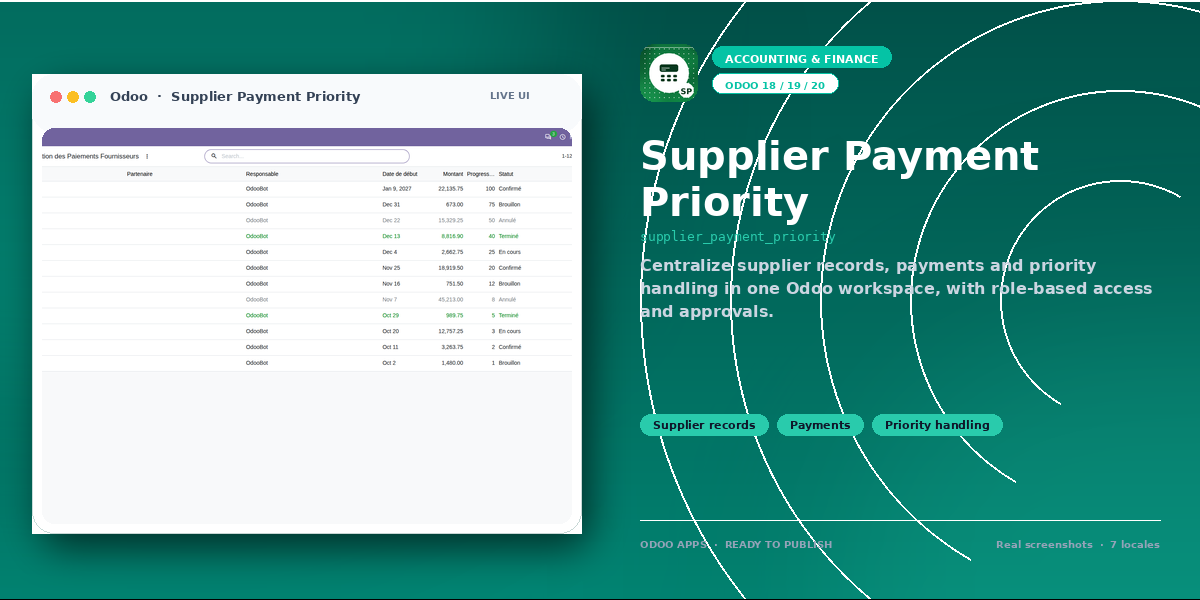 Odoo · Supplier Payment Priority
LIVE UI
tion des Paiements Fournisseurs
Search...
1-12
Partenaire Responsable Date de début Montant Progress... Statut
OdooBot Jan 9, 2027 22,135.75 100 Confirmé
OdooBot Dec 31 673.00 75 Brouillon
OdooBot Dec 22 15,329.25 50 Annulé
OdooBot Dec 13 8,816.90 40 Terminé
OdooBot Dec 4 2,662.75 25 En cours
OdooBot Nov 25 18,919.50 20 Confirmé
OdooBot Nov 16 751.50 12 Brouillon
OdooBot Nov 7 45,213.00 8 Annulé
OdooBot Oct 29 989.75 5 Terminé
OdooBot Oct 20 12,757.25 3 En cours
OdooBot Oct 11 3,263.75 2 Confirmé
OdooBot Oct 2 1,480.00 1 Brouillon
SP
ACCOUNTING & FINANCE
ODOO 18 / 19 / 20
Supplier Payment
Priority
supplier_payment_priority
Centralize supplier records, payments and priority
handling in one Odoo workspace, with role-based access
and approvals.
Supplier records
Payments
Priority handling
ODOO APPS · READY TO PUBLISH
Real screenshots · 7 locales